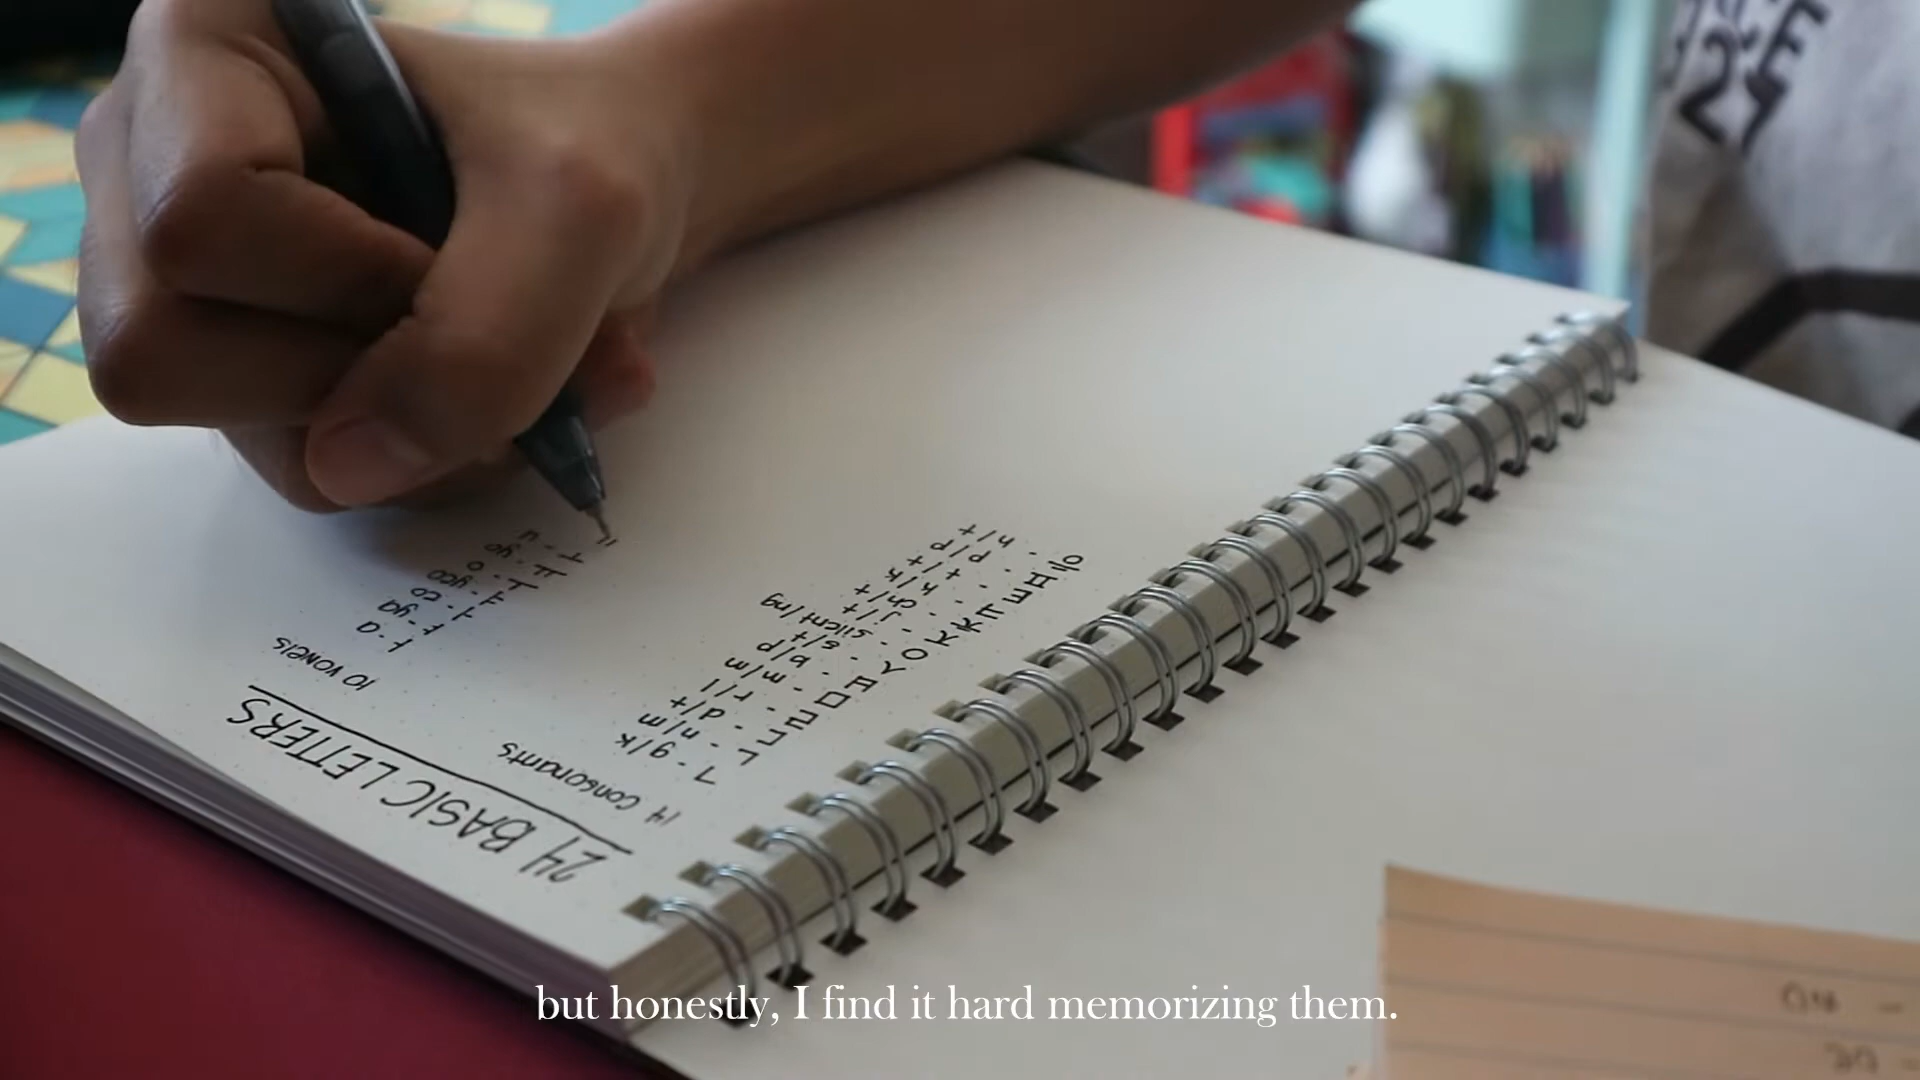 24 BASIC LETTERS
14 consonants
ㄱ - g/k
ㄴ - n/m
ㄷ - d/t
ㄹ - r/l
ㅁ - m/m
ㅂ - b/p
ㅅ - s/t
ㅇ - silent/ng
ㅈ - j/t
ㅊ - ch/t
ㅋ - k/k
ㅌ - t/t
ㅍ - p/p
ㅎ - h/t
10 vowels
ㅏ - a
ㅑ - ya
ㅓ - eo
ㅕ - yeo
ㅗ - o
ㅛ - yo
ㅜ - u
but honestly, I find it hard memorizing them.